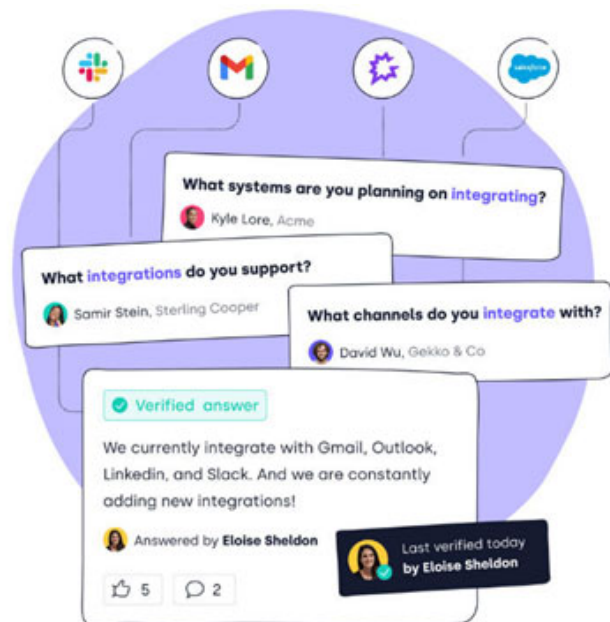 salesforce
What systems are you planning on integrating?
Kyle Lore, Acme
What integrations do you support?
Samir Stein, Sterling Cooper
What channels do you integrate with?
David Wu, Gekko & Co
Verified answer
We currently integrate with Gmail, Outlook,
Linkedin, and Slack. And we are constantly
adding new integrations!
Answered by Eloise Sheldon
Last verified today
by Eloise Sheldon
5
2